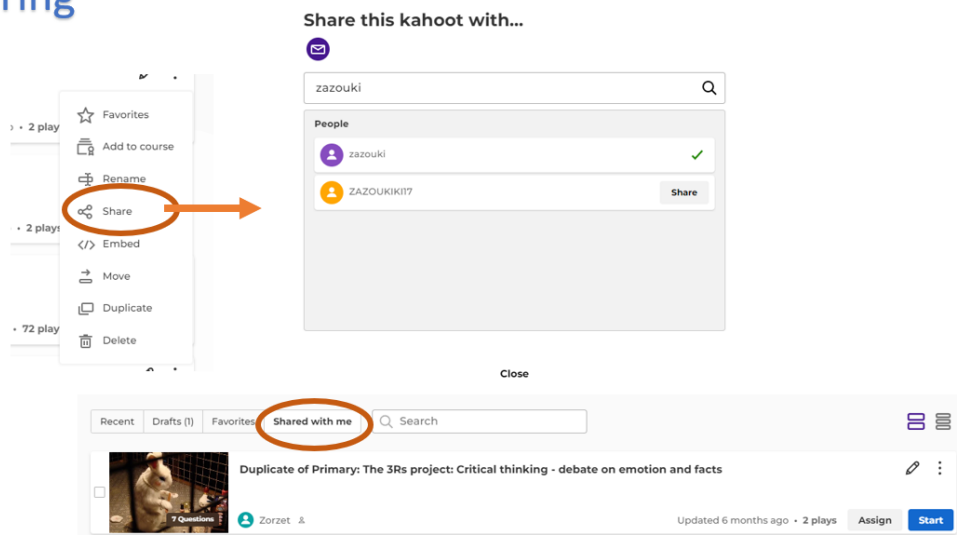 ring
Share this kahoot with...
zazouki
People
zazouki
ZAZOUKIKI17 Share
Close
Favorites
• 2 play
Add to course
Rename
Share
• 2 plays
Embed
Move
Duplicate
• 72 play
Delete
Recent Drafts (1) Favorites Shared with me Search
Duplicate of Primary: The 3Rs project: Critical thinking - debate on emotion and facts
7 Questions Zorzet Updated 6 months ago • 2 plays Assign Start